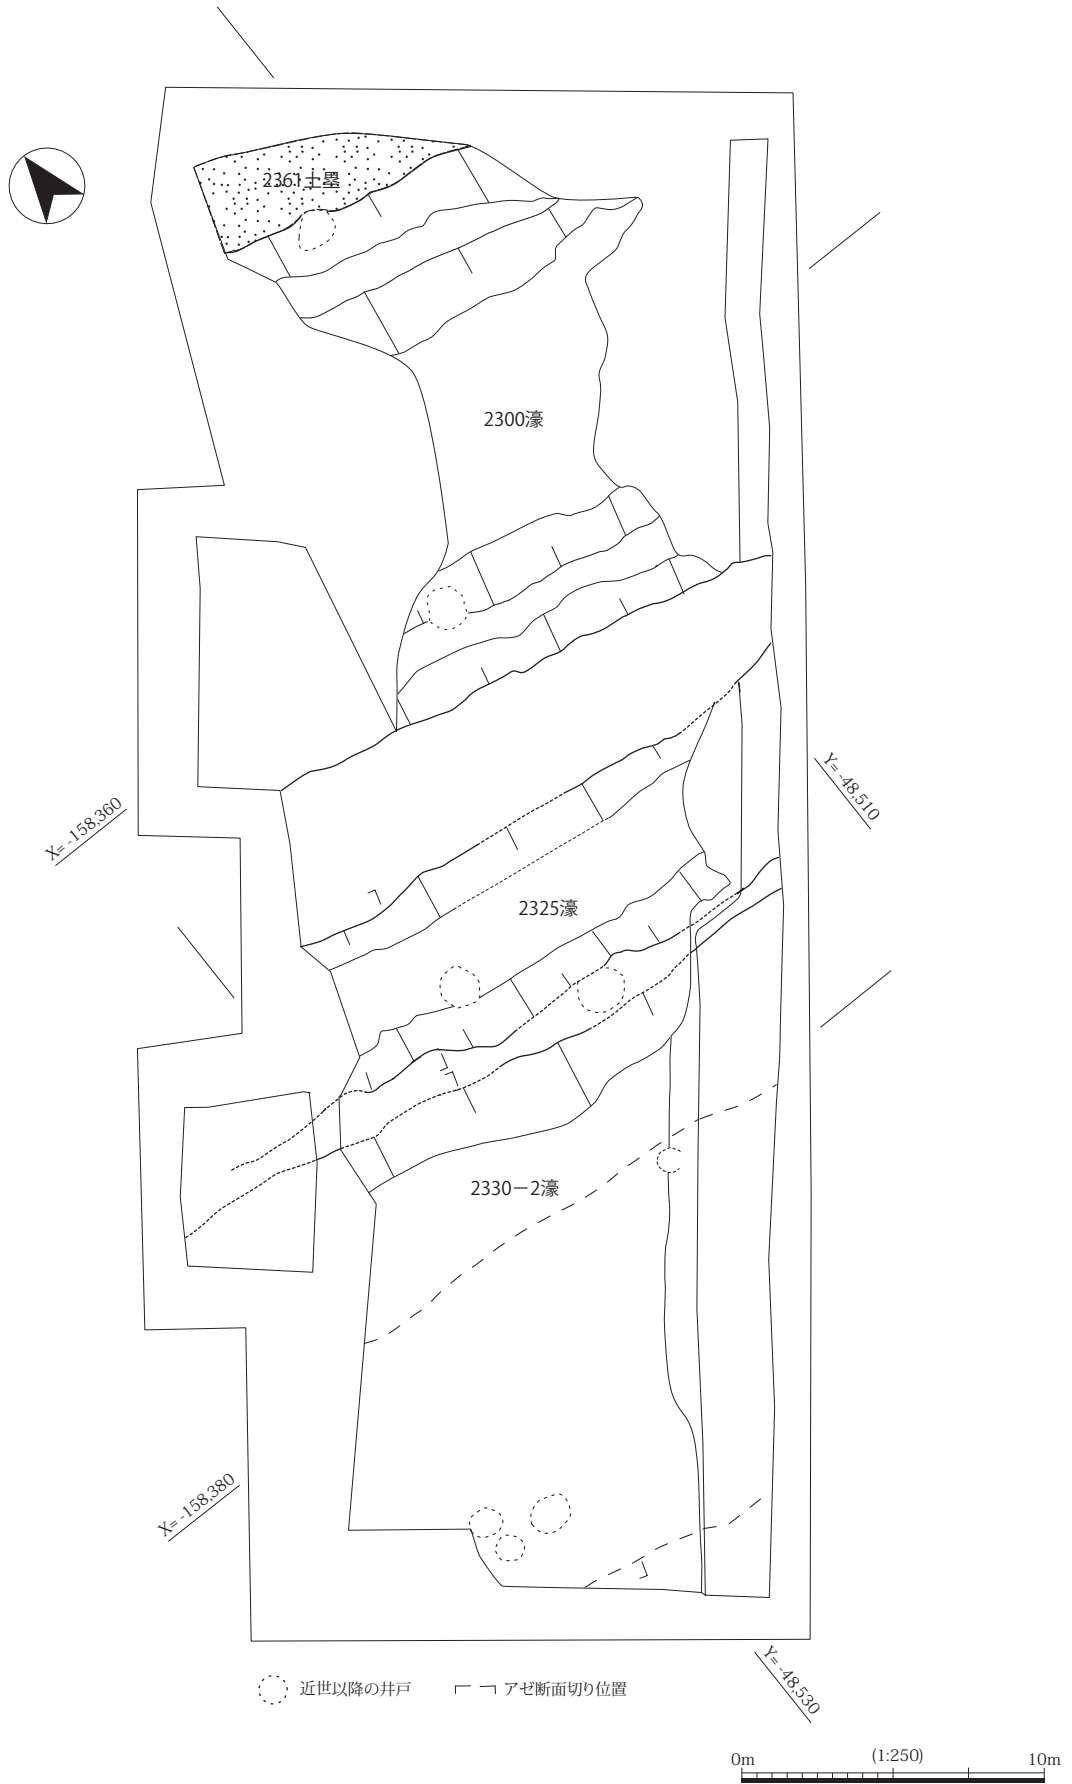 2361土塁
2300濠
X= -158,360
Y= -48,510
2325濠
2330－2濠
X= -158,380
Y= -48,530
近世以降の井戸
アゼ断面切り位置
0m
(1:250)
10m